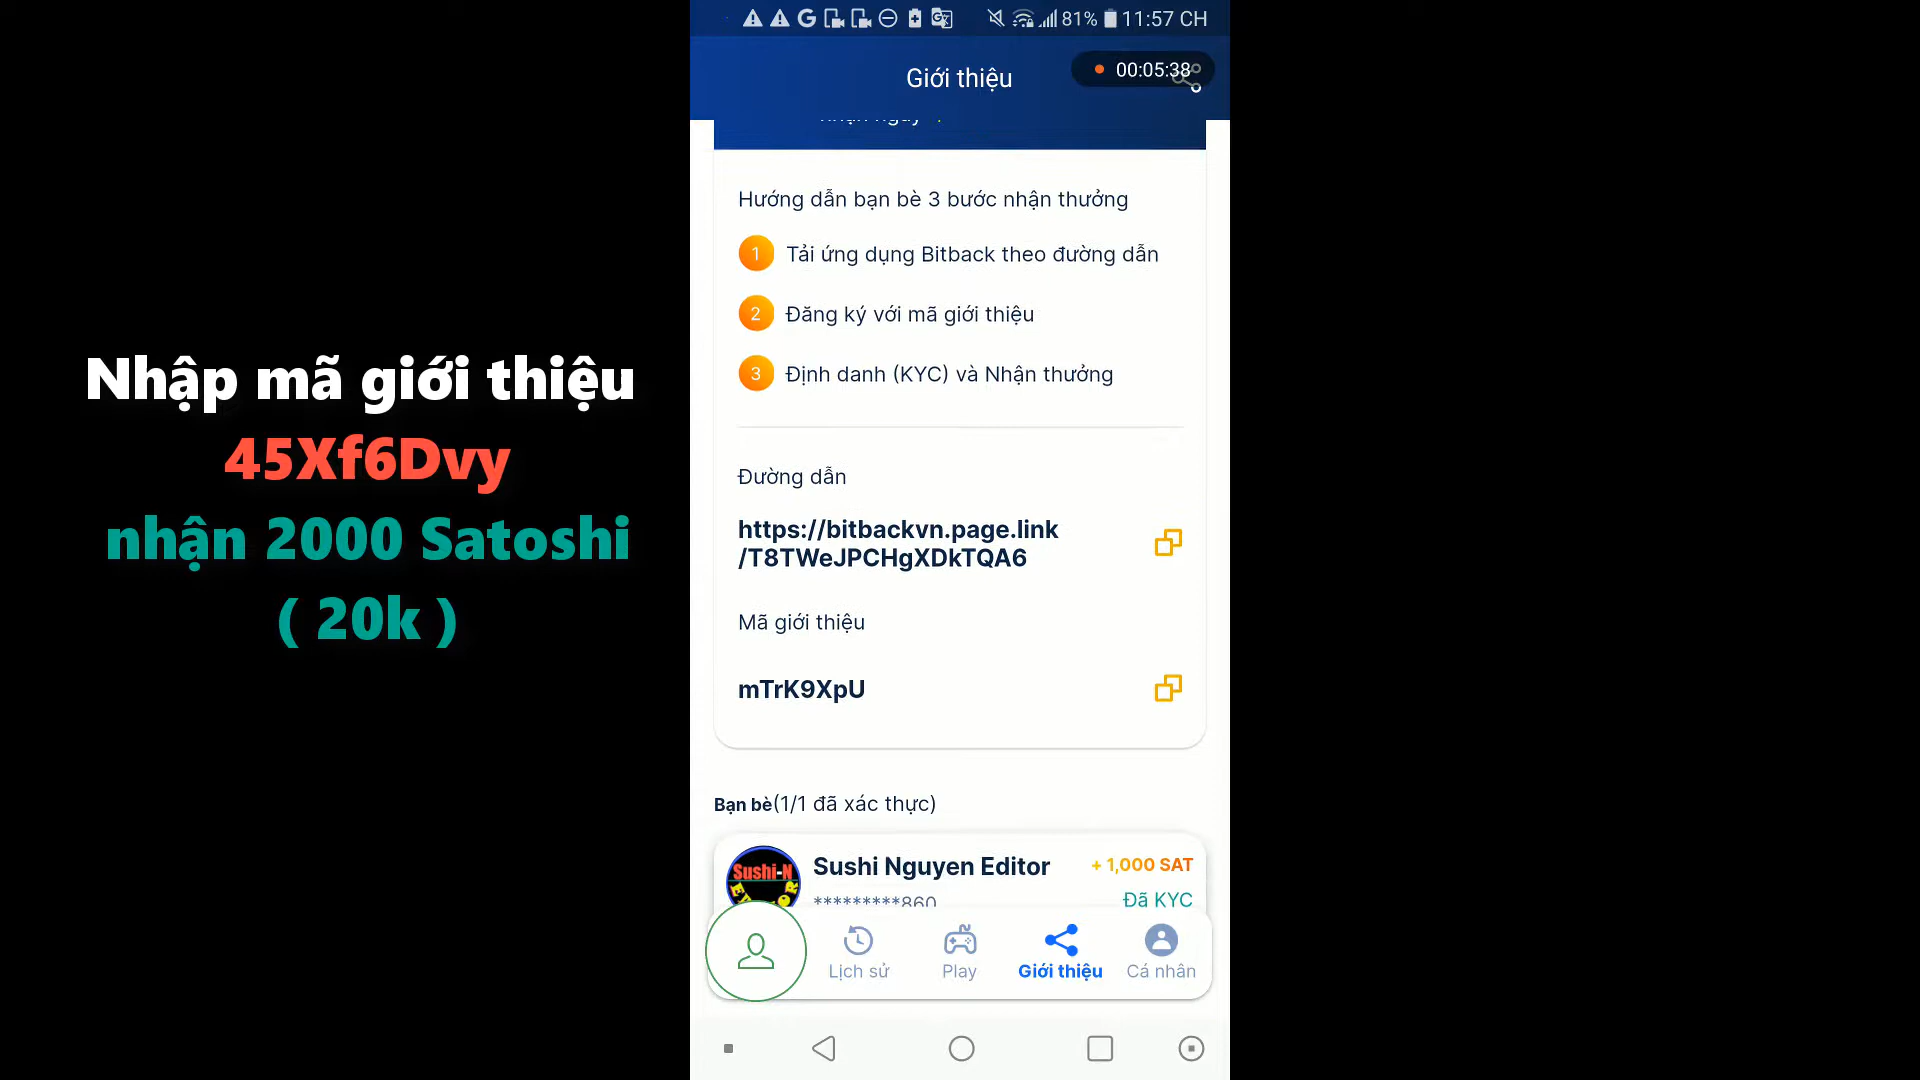 81% 11:57 CH
00:05:38
Giới thiệu
Hướng dẫn bạn bè 3 bước nhận thưởng
1 Tải ứng dụng Bitback theo đường dẫn
2 Đăng ký với mã giới thiệu
3 Định danh (KYC) và Nhận thưởng
Đường dẫn
https://bitbackvn.page.link
/T8TWeJPCHgXDkTQA6
Mã giới thiệu
mTrK9XpU
Bạn bè(1/1 đã xác thực)
Sushi-N
Sushi Nguyen Editor
+ 1,000 SAT
*********860
Đã KYC
Lịch sử
Play
Giới thiệu
Cá nhân
Nhập mã giới thiệu
45Xf6Dvy
nhận 2000 Satoshi
( 20k )